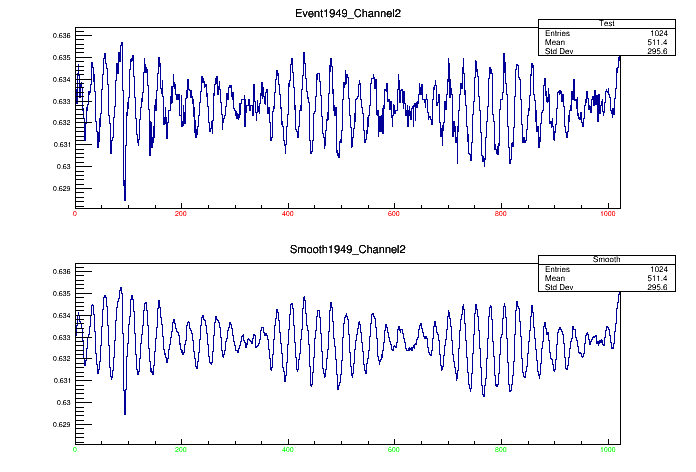 Event1949_Channel2
Test
Entries 1024
Mean 511.4
Std Dev 295.6
0.636
0.635
0.634
0.633
0.632
0.631
0.63
0.629
0 200 400 600 800 1000
Smooth1949_Channel2
Smooth
Entries 1024
Mean 511.4
Std Dev 295.6
0.636
0.635
0.634
0.633
0.632
0.631
0.63
0.629
0 200 400 600 800 1000